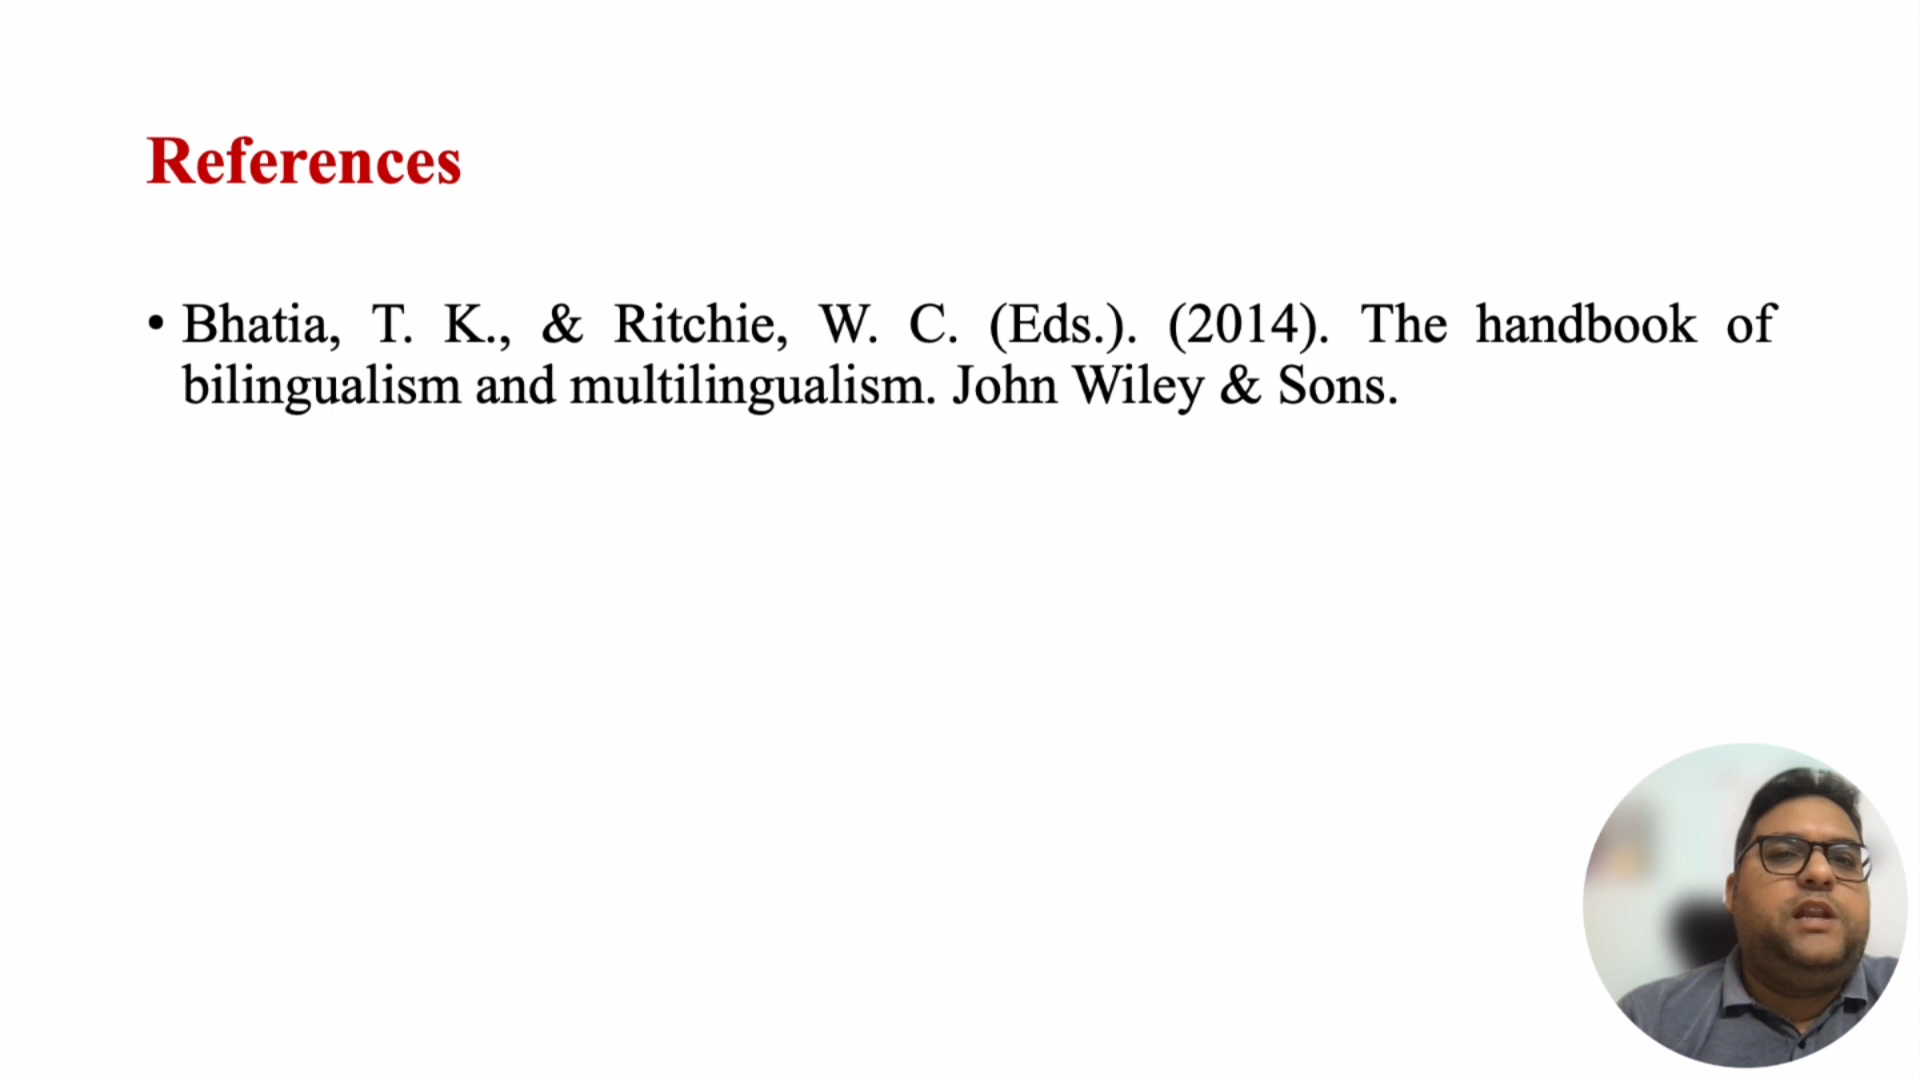 References
• Bhatia, T. K., & Ritchie, W. C. (Eds.). (2014). The handbook of
bilingualism and multilingualism. John Wiley & Sons.